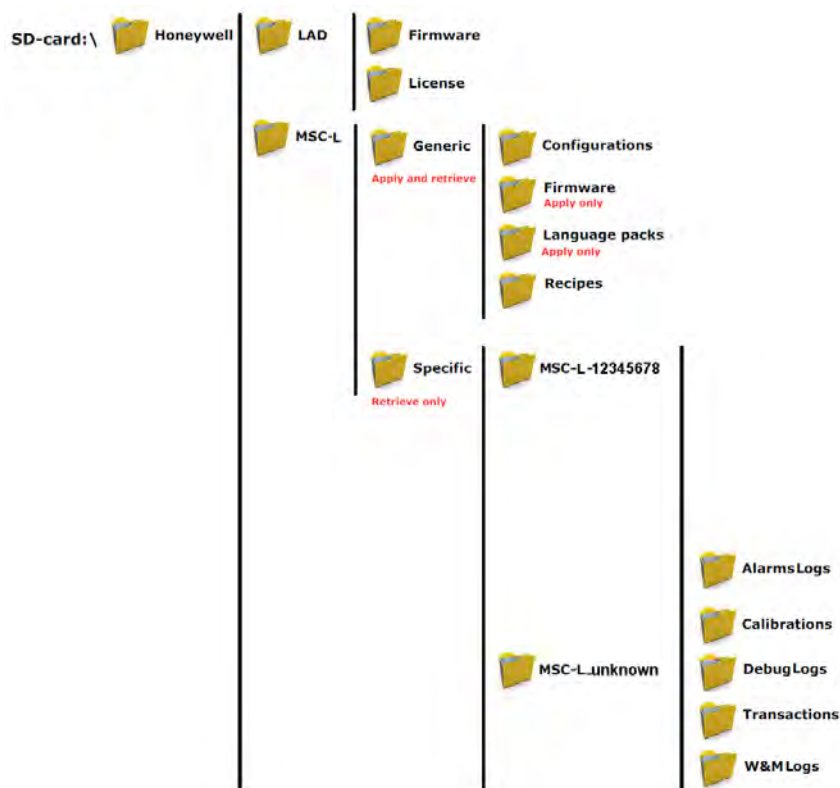 SD-card:\ Honeywell LAD Firmware
License
MSC-L Generic Configurations
Apply and retrieve
Firmware
Apply only
Language packs
Apply only
Recipes
Specific MSC-L-12345678
Retrieve only
AlarmsLogs
Calibrations
MSC-L_unknown DebugLogs
Transactions
W&MLogs